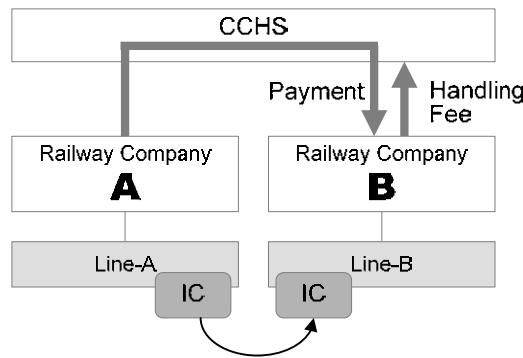 CCHS
Payment
Handling
Fee
Railway Company
A
Railway Company
B
Line-A
Line-B
IC
IC